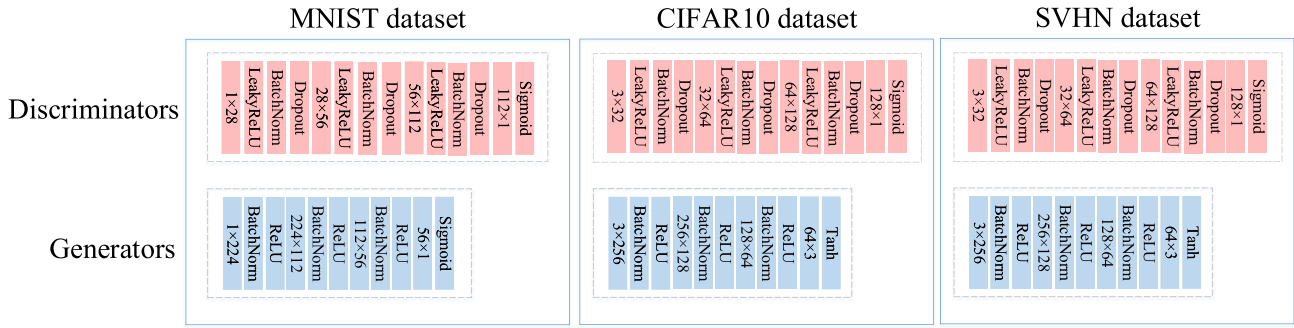 MNIST dataset
CIFAR10 dataset
SVHN dataset
Discriminators
1×28
LeakyReLU
BatchNorm
Dropout
28×56
LeakyReLU
BatchNorm
Dropout
56×112
LeakyReLU
BatchNorm
Dropout
112×1
Sigmoid
3×32
LeakyReLU
BatchNorm
Dropout
32×64
LeakyReLU
BatchNorm
Dropout
64×128
LeakyReLU
BatchNorm
Dropout
128×1
Sigmoid
3×32
LeakyReLU
BatchNorm
Dropout
32×64
LeakyReLU
BatchNorm
Dropout
64×128
LeakyReLU
BatchNorm
Dropout
128×1
Sigmoid
Generators
1×224
BatchNorm
ReLU
224×112
BatchNorm
ReLU
112×56
BatchNorm
ReLU
56×1
Sigmoid
3×256
BatchNorm
ReLU
256×128
BatchNorm
ReLU
128×64
BatchNorm
ReLU
64×3
Tanh
3×256
BatchNorm
ReLU
256×128
BatchNorm
ReLU
128×64
BatchNorm
ReLU
64×3
Tanh